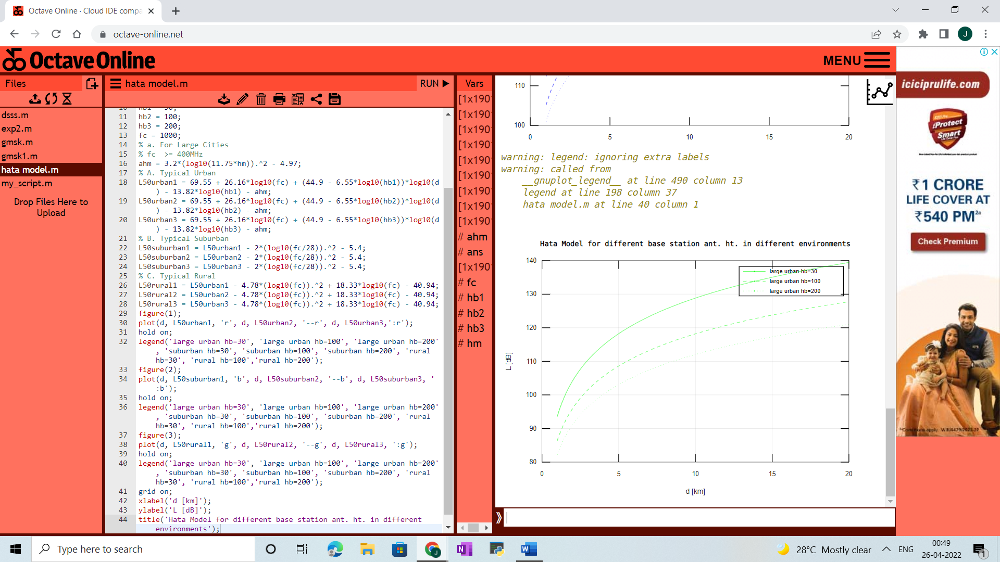 Octave Online · Cloud IDE compa
octave-online.net
J
Octave Online
MENU
Files
hata model.m
RUN
Vars
dsss.m
exp2.m
gmsk.m
gmsk1.m
hata model.m
my_script.m
Drop Files Here to
Upload
11 hb2 = 100;
12 hb3 = 200;
13 fc = 1000;
14 % a. For Large Cities
15 % fc  >= 400MHz
16 ahm = 3.2*(log10(11.75*hm)).^2 - 4.97;
17 % A. Typical Urban
18 L50urban1 = 69.55 + 26.16*log10(fc) + (44.9 - 6.55*log10(hb1))*log10(d
) - 13.82*log10(hb1) - ahm;
19 L50urban2 = 69.55 + 26.16*log10(fc) + (44.9 - 6.55*log10(hb2))*log10(d
) - 13.82*log10(hb2) - ahm;
20 L50urban3 = 69.55 + 26.16*log10(fc) + (44.9 - 6.55*log10(hb3))*log10(d
) - 13.82*log10(hb3) - ahm;
21 % B. Typical Suburban
22 L50suburban1 = L50urban1 - 2*(log10(fc/28)).^2 - 5.4;
23 L50suburban2 = L50urban2 - 2*(log10(fc/28)).^2 - 5.4;
24 L50suburban3 = L50urban3 - 2*(log10(fc/28)).^2 - 5.4;
25 % C. Typical Rural
26 L50rural1 = L50urban1 - 4.78*(log10(fc)).^2 + 18.33*log10(fc) - 40.94;
27 L50rural2 = L50urban2 - 4.78*(log10(fc)).^2 + 18.33*log10(fc) - 40.94;
28 L50rural3 = L50urban3 - 4.78*(log10(fc)).^2 + 18.33*log10(fc) - 40.94;
29 figure(1);
30 plot(d, L50urban1, 'r', d, L50urban2, '--r', d, L50urban3,':r');
31 hold on;
32 legend('large urban hb=30', 'large urban hb=100', 'large urban hb=200'
, 'suburban hb=30', 'suburban hb=100', 'suburban hb=200', 'rural
hb=30', 'rural hb=100','rural hb=200');
33 figure(2);
34 plot(d, L50suburban1, 'b', d, L50suburban2, '--b', d, L50suburban3, '
:b');
35 hold on;
36 legend('large urban hb=30', 'large urban hb=100', 'large urban hb=200'
, 'suburban hb=30', 'suburban hb=100', 'suburban hb=200', 'rural
hb=30', 'rural hb=100','rural hb=200');
37 figure(3);
38 plot(d, L50rural1, 'g', d, L50rural2, '--g', d, L50rural3, ':g');
39 hold on;
40 legend('large urban hb=30', 'large urban hb=100', 'large urban hb=200'
, 'suburban hb=30', 'suburban hb=100', 'suburban hb=200', 'rural
hb=30', 'rural hb=100','rural hb=200');
41 grid on;
42 xlabel('d [km]');
43 ylabel('L [dB]');
44 title('Hata Model for different base station ant. ht. in different
environments');
[1x190
[1x190
[1x190
[1x190
[1x190
[1x190
[1x190
[1x190
[1x190
# ahm
# ans
[1x190
# fc
# hb1
# hb2
# hb3
# hm
110
100
0 5 10 15 20
warning: legend: ignoring extra labels
warning: called from
__gnuplot_legend__ at line 490 column 13
legend at line 198 column 37
hata model.m at line 40 column 1
Hata Model for different base station ant. ht. in different environments
140
130
120
110
100
90
80
L [dB]
large urban hb=30
large urban hb=100
large urban hb=200
0 5 10 15 20
d [km]
iciciprulife.com
iProtect
Smart
₹1 CRORE
LIFE COVER AT
₹540 PM2a
Check Premium
Type here to search
28°C Mostly clear
ENG
00:49
26-04-2022
1